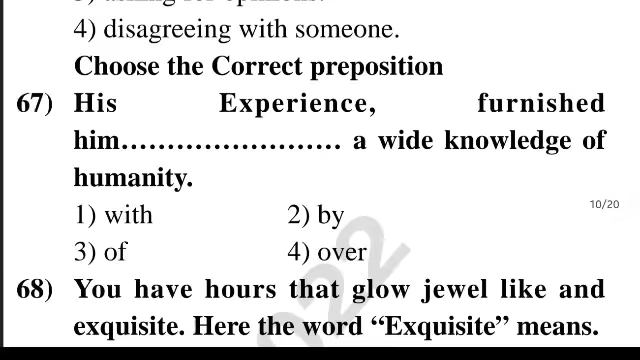 4) disagreeing with someone.
Choose the Correct preposition
67) His Experience, furnished
him........................ a wide knowledge of
humanity.
1) with 2) by
10/20
3) of 4) over
68) You have hours that glow jewel like and
exquisite. Here the word “Exquisite” means.